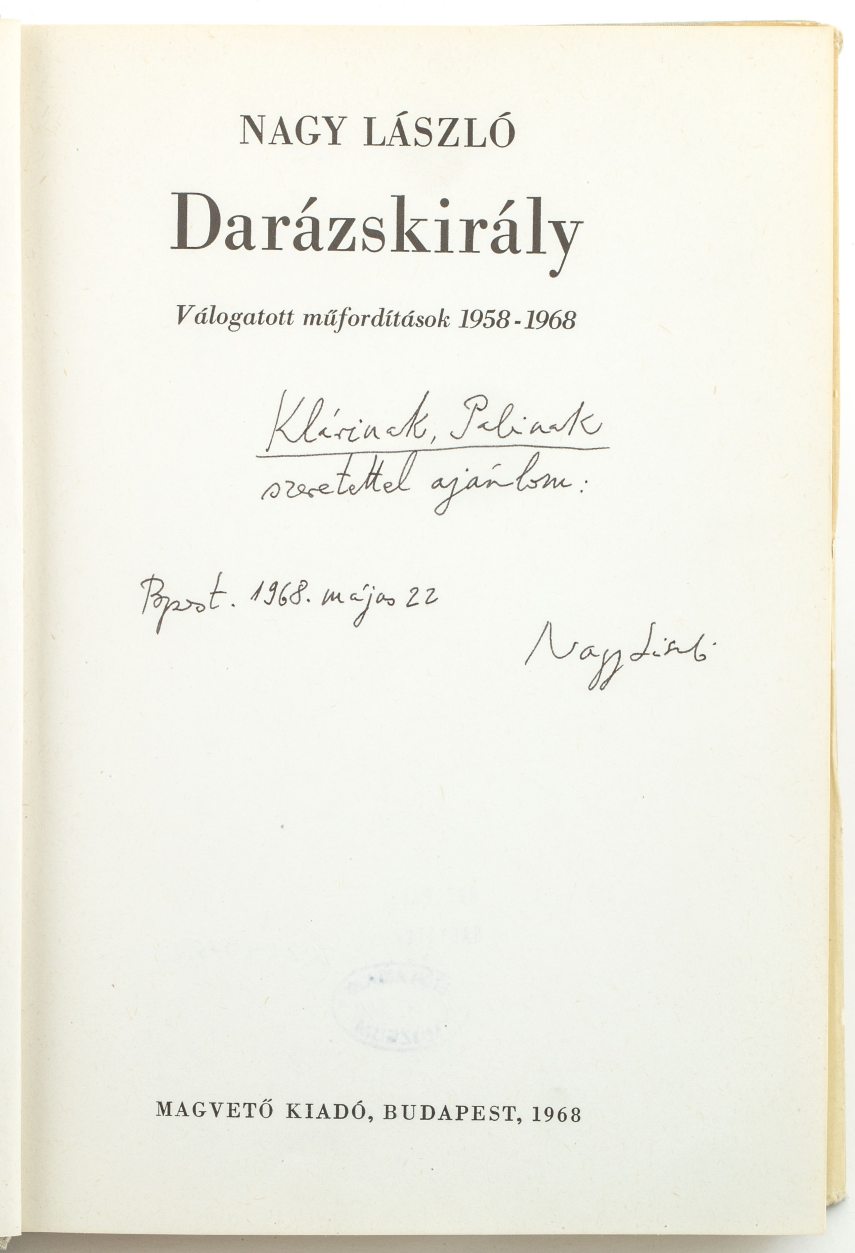 NAGY LÁSZLÓ
Darázskirály
Válogatott műfordítások 1958-1968
Klárinak, Palinak
szeretettel ajánlom:
Bpest. 1968. május 22
Nagy László
MAGVETŐ KIADÓ, BUDAPEST, 1968